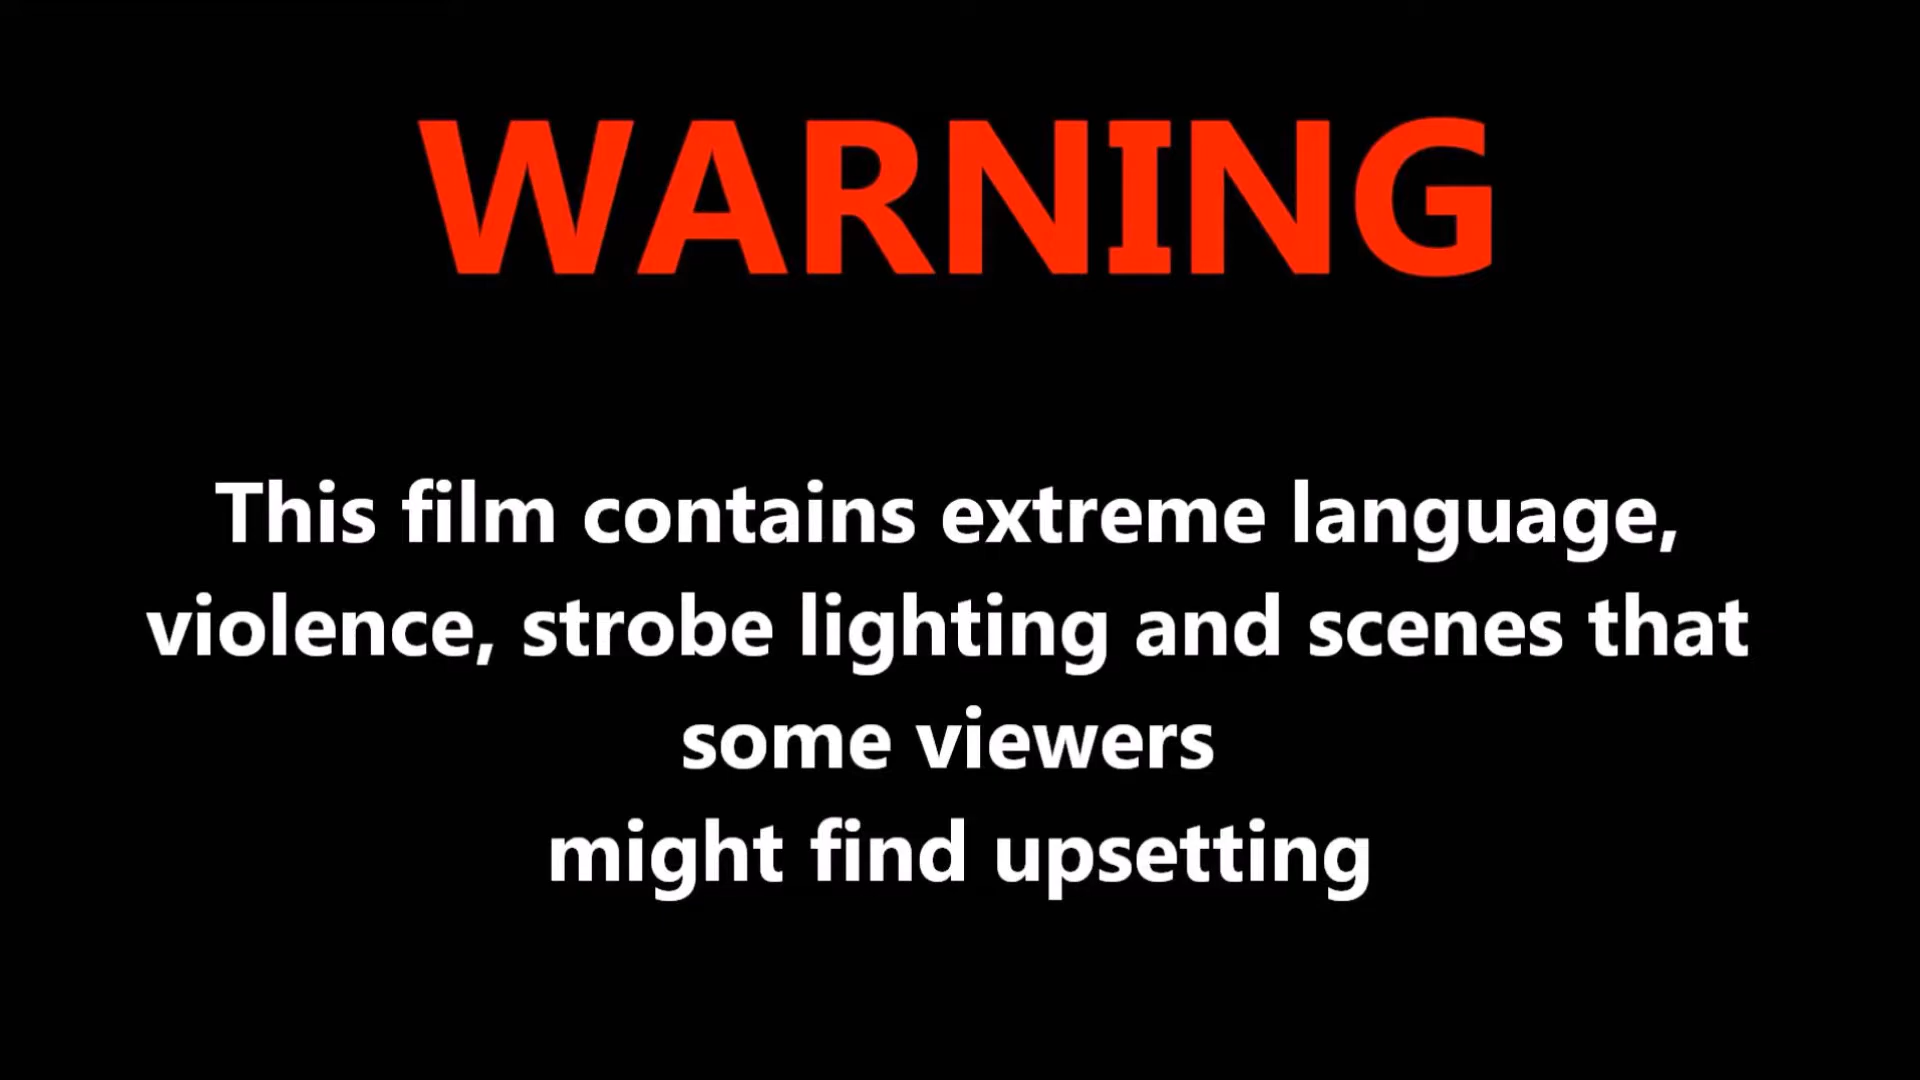 WARNING
This film contains extreme language,
violence, strobe lighting and scenes that
some viewers
might find upsetting